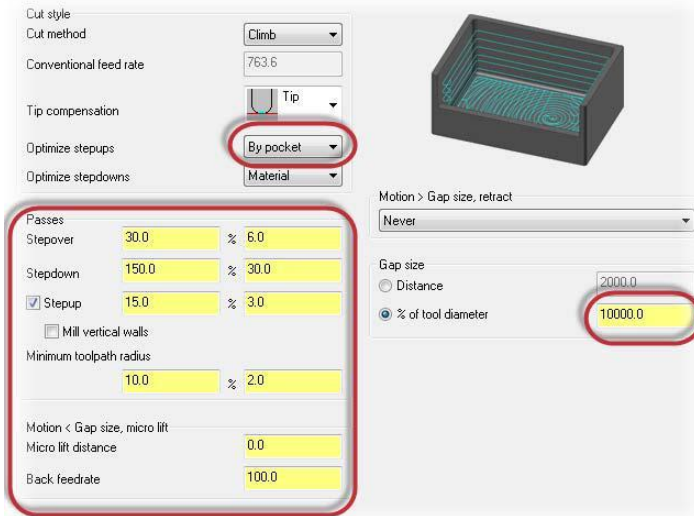 Cut style
Cut method Climb
Conventional feed rate 763.6
Tip compensation Tip
Optimize stepups By pocket
Optimize stepdowns Material
Motion > Gap size, retract
Never
Passes
Stepover 30.0 % 6.0
Stepdown 150.0 % 30.0
Stepup 15.0 % 3.0
Mill vertical walls
Minimum toolpath radius
10.0 % 2.0
Gap size
Distance 2000.0
% of tool diameter 10000.0
Motion < Gap size, micro lift
Micro lift distance 0.0
Back feedrate 100.0